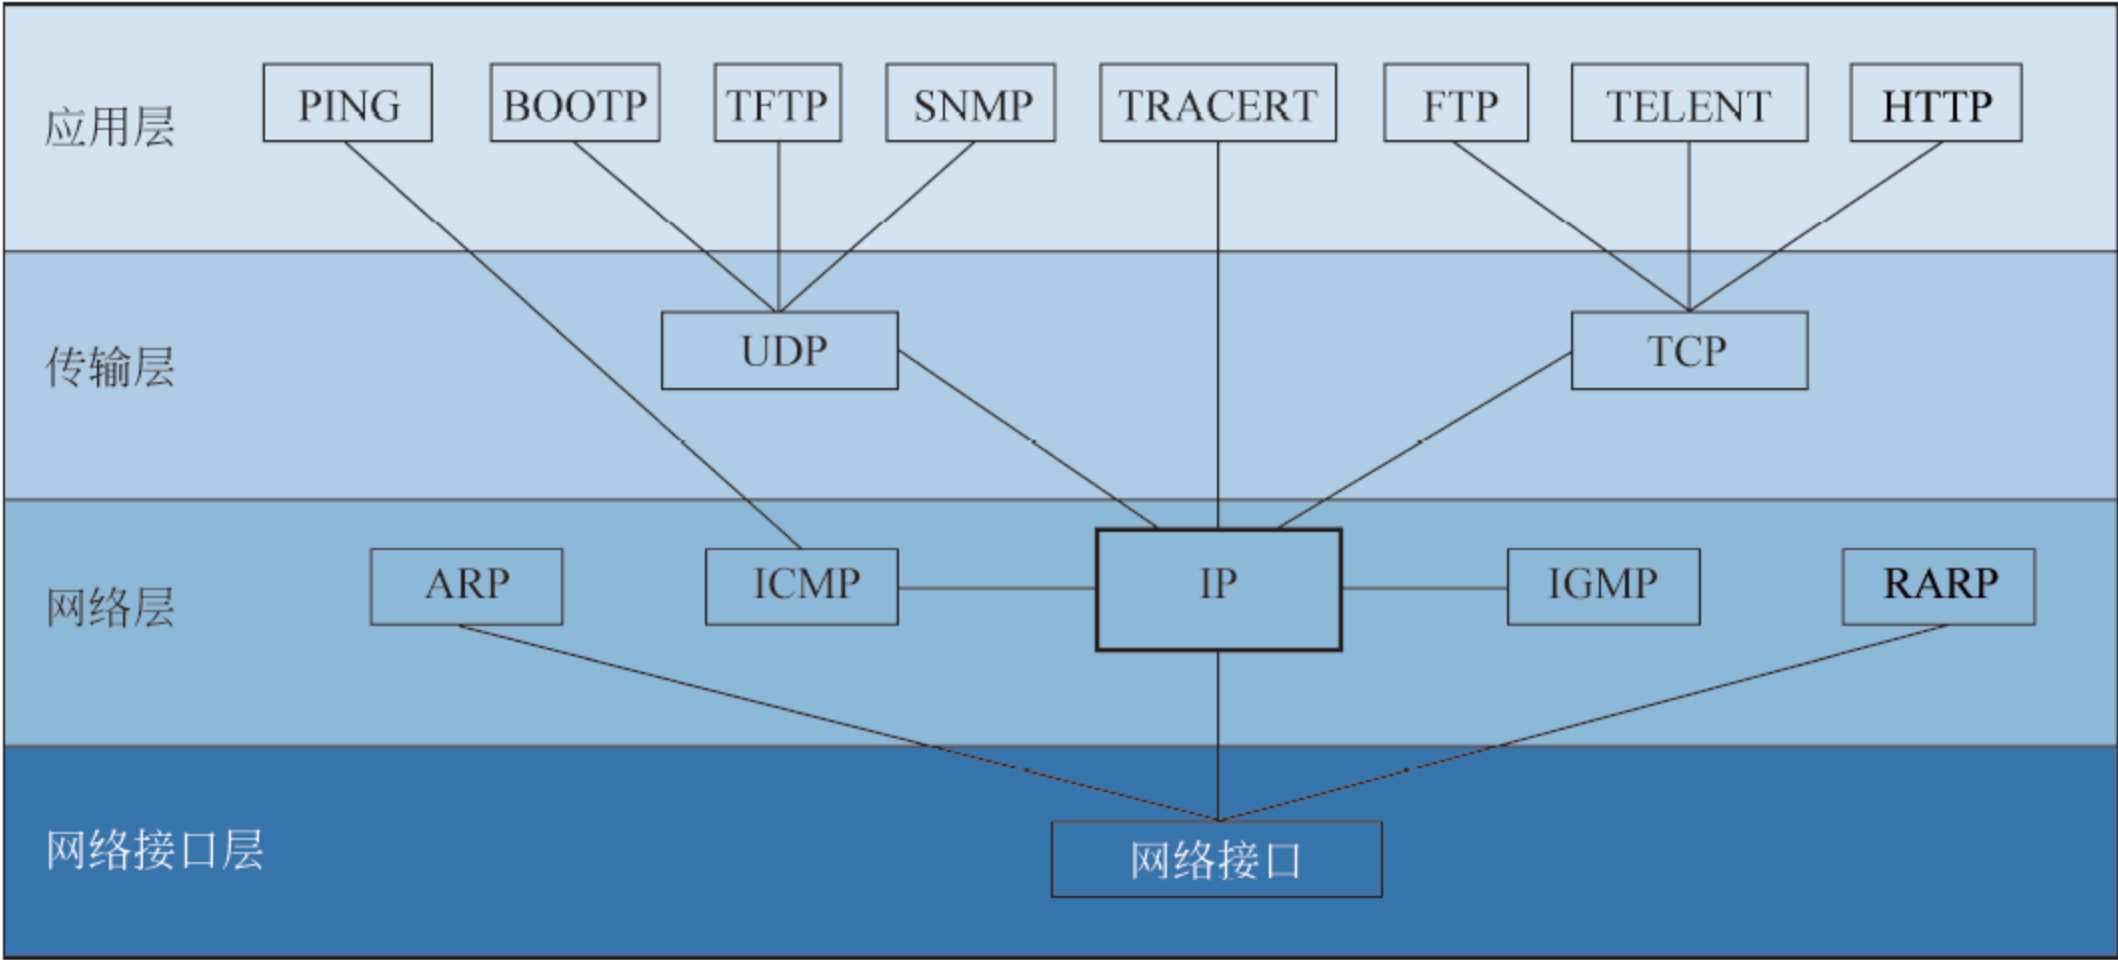 应用层
PING
BOOTP
TFTP
SNMP
TRACERT
FTP
TELENT
HTTP
传输层
UDP
TCP
网络层
ARP
ICMP
IP
IGMP
RARP
网络接口层
网络接口